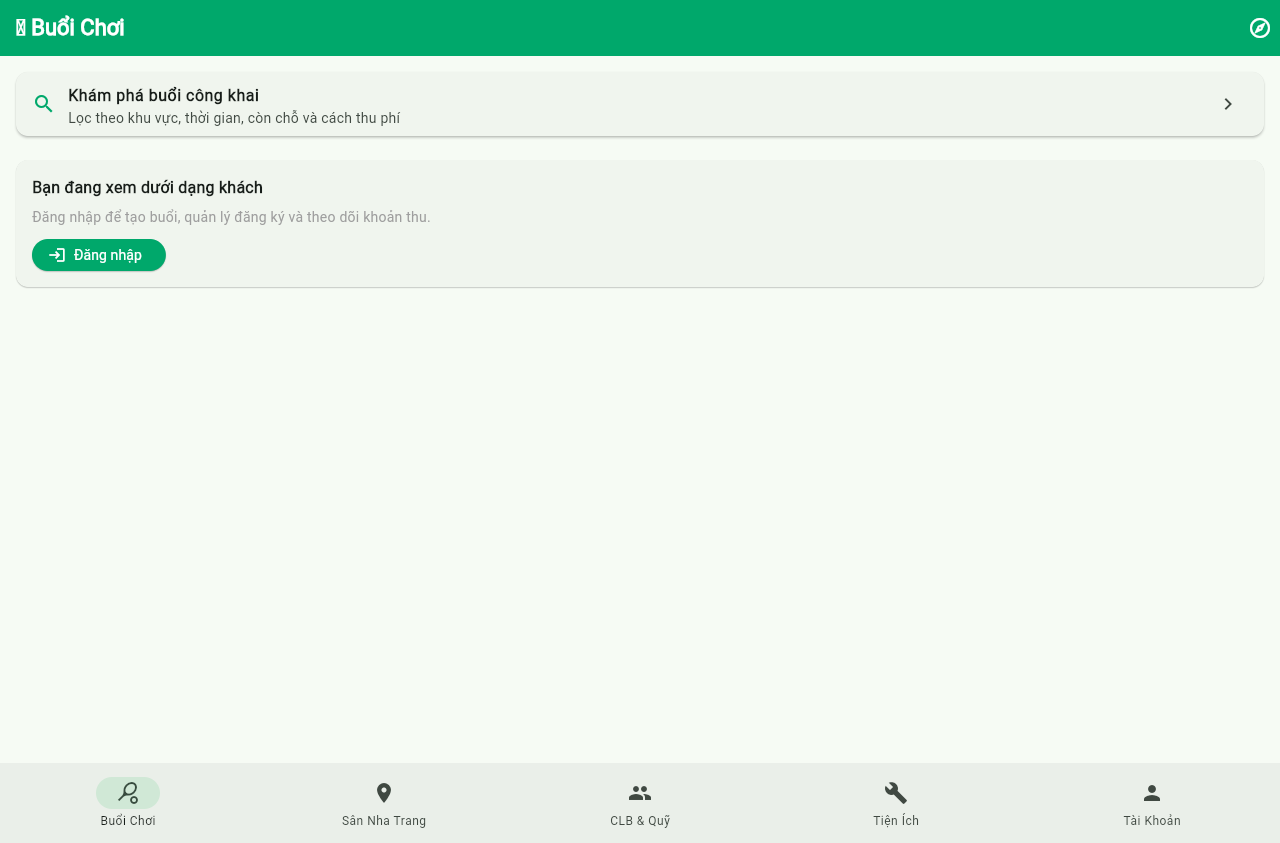 Buổi Chơi
Khám phá buổi công khai
Lọc theo khu vực, thời gian, còn chỗ và cách thu phí
Bạn đang xem dưới dạng khách
Đăng nhập để tạo buổi, quản lý đăng ký và theo dõi khoản thu.
Đăng nhập
Buổi Chơi
Sân Nha Trang
CLB & Quỹ
Tiện Ích
Tài Khoản